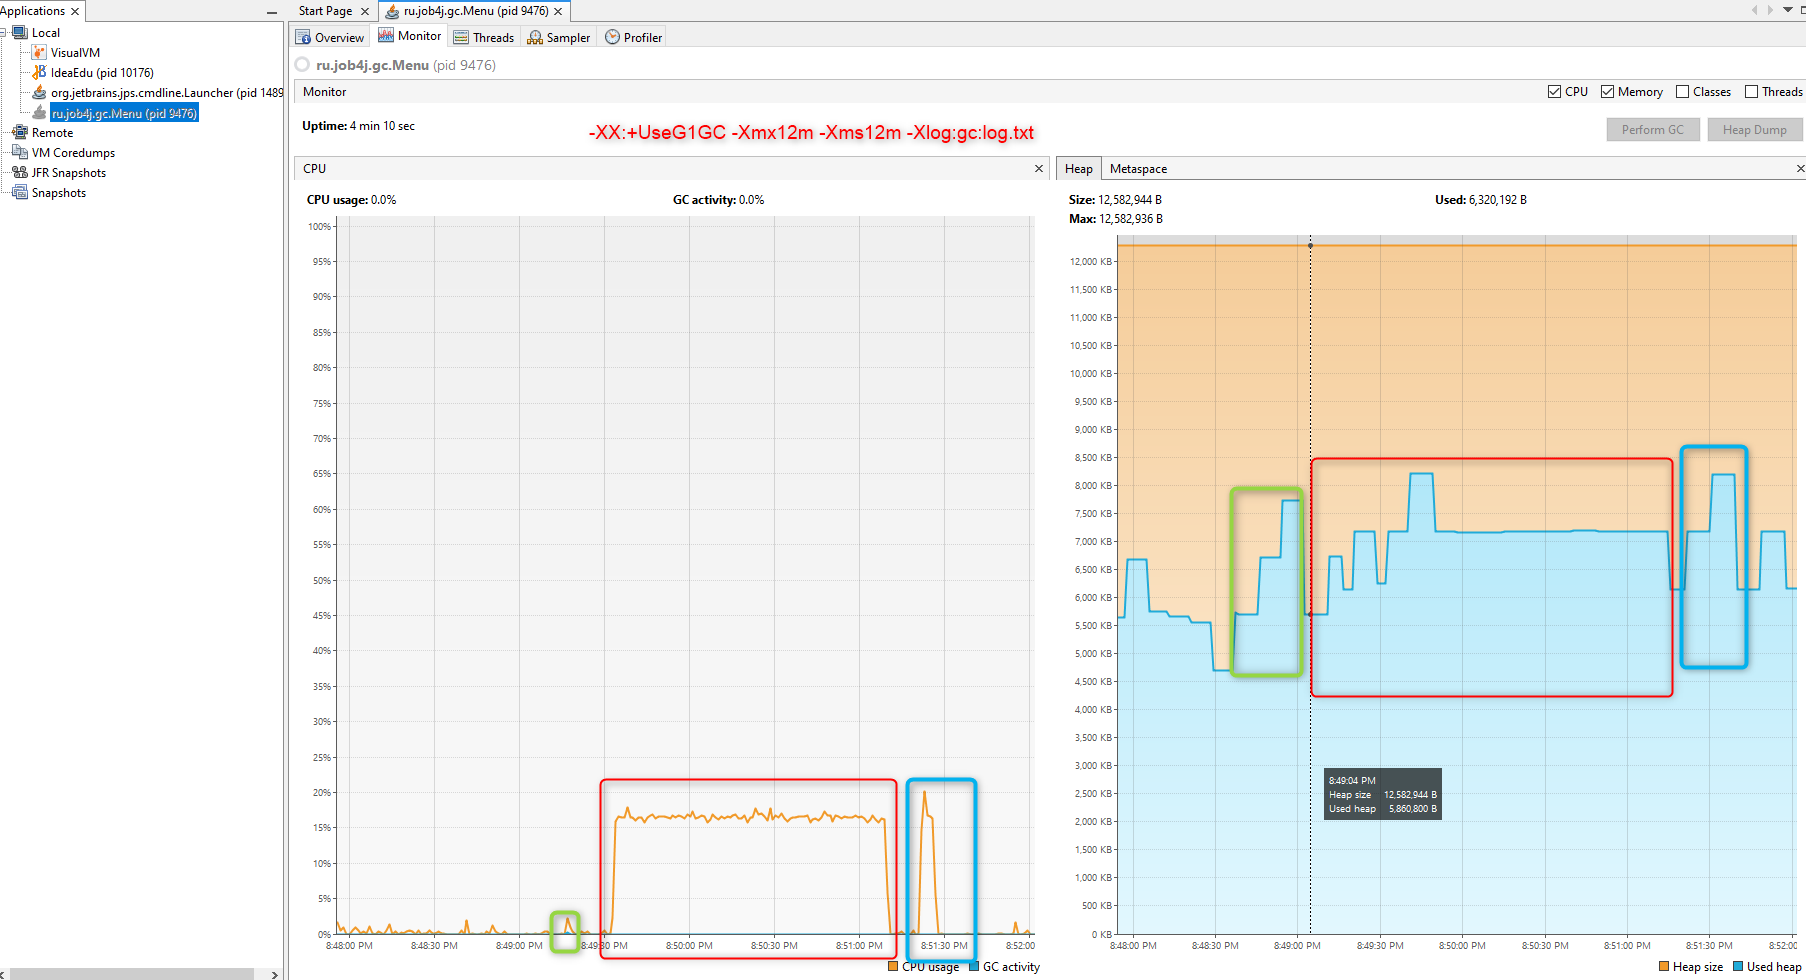 Applications
Start Page
ru.job4j.gc.Menu (pid 9476)
Local
VisualVM
IdeaEdu (pid 10176)
org.jetbrains.jps.cmdline.Launcher (pid 1489
ru.job4j.gc.Menu (pid 9476)
Remote
VM Coredumps
JFR Snapshots
Snapshots
Overview Monitor Threads Sampler Profiler
ru.job4j.gc.Menu (pid 9476)
Monitor
CPU Memory Classes Threads
Uptime: 4 min 10 sec
-XX:+UseG1GC -Xmx12m -Xms12m -Xlog:gc:log.txt
Perform GC Heap Dump
CPU
CPU usage: 0.0% GC activity: 0.0%
100%
95%
90%
85%
80%
75%
70%
65%
60%
55%
50%
45%
40%
35%
30%
25%
20%
15%
10%
5%
0%
8:48:00 PM 8:48:30 PM 8:49:00 PM 8:49:30 PM 8:50:00 PM 8:50:30 PM 8:51:00 PM 8:51:30 PM 8:52:00
CPU usage GC activity
Heap Metaspace
Size: 12,582,944 B Used: 6,320,192 B
Max: 12,582,936 B
12,000 KB
11,500 KB
11,000 KB
10,500 KB
10,000 KB
9,500 KB
9,000 KB
8,500 KB
8,000 KB
7,500 KB
7,000 KB
6,500 KB
6,000 KB
5,500 KB
5,000 KB
4,500 KB
4,000 KB
3,500 KB
3,000 KB
2,500 KB
2,000 KB
1,500 KB
1,000 KB
500 KB
0 KB
8:49:04 PM
Heap size 12,582,944 B
Used heap 5,860,800 B
8:48:00 PM 8:48:30 PM 8:49:00 PM 8:49:30 PM 8:50:00 PM 8:50:30 PM 8:51:00 PM 8:51:30 PM 8:52:00
Heap size Used heap